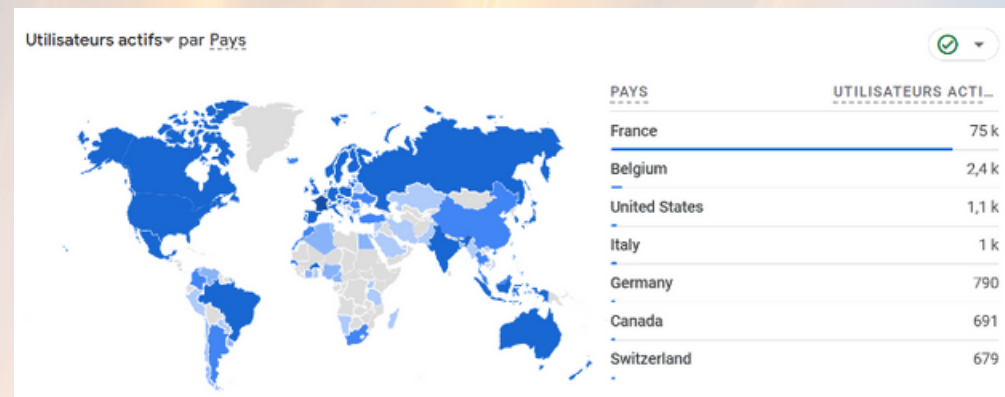 Utilisateurs actifs par Pays
PAYS UTILISATEURS ACTI...
France 75 k
Belgium 2,4 k
United States 1,1 k
Italy 1 k
Germany 790
Canada 691
Switzerland 679